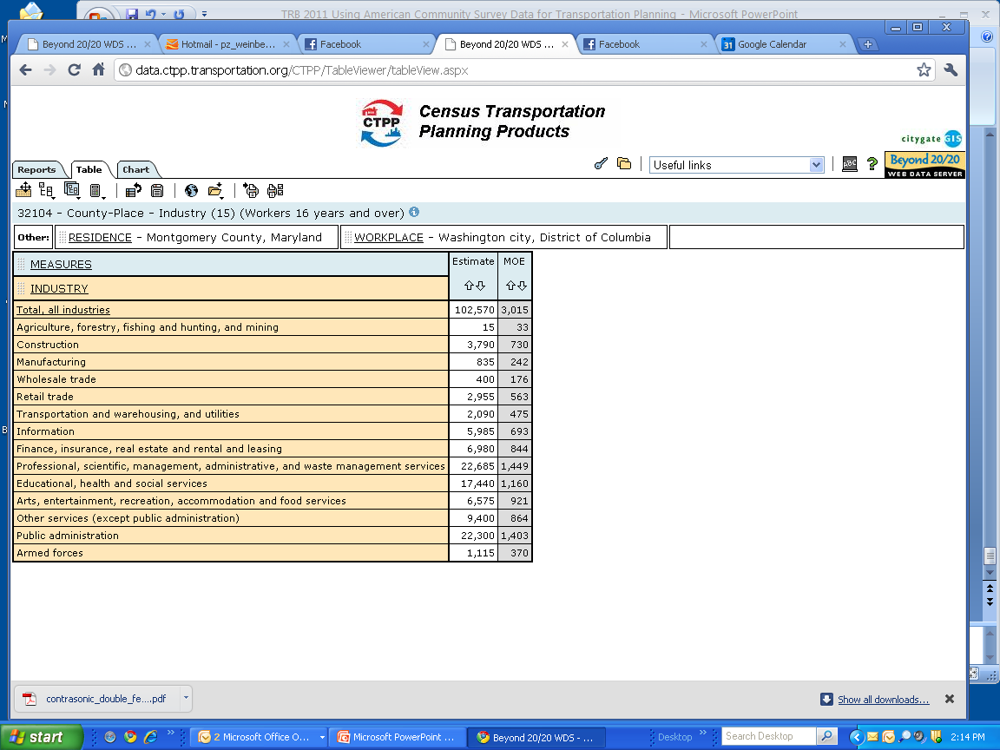 TRB 2011 Using American Community Survey Data for Transportation Planning - Microsoft PowerPoint
Beyond 20/20 WDS ... Hotmail - pz_weinbe... Facebook Beyond 20/20 WDS ... Facebook 31 Google Calendar
data.ctpp.transportation.org/CTPP/TableViewer/tableView.aspx
CTPP
Census Transportation
Planning Products
citygate GIS
Reports Table Chart Useful links ABC ? Beyond 20/20
WEB DATA SERVER
32104 - County-Place - Industry (15) (Workers 16 years and over)
Other: RESIDENCE - Montgomery County, Maryland WORKPLACE - Washington city, District of Columbia
MEASURES Estimate MOE
INDUSTRY
Total, all industries 102,570 3,015
Agriculture, forestry, fishing and hunting, and mining 15 33
Construction 3,790 730
Manufacturing 835 242
Wholesale trade 400 176
Retail trade 2,955 563
Transportation and warehousing, and utilities 2,090 475
Information 5,985 693
Finance, insurance, real estate and rental and leasing 6,980 844
Professional, scientific, management, administrative, and waste management services 22,685 1,449
Educational, health and social services 17,440 1,160
Arts, entertainment, recreation, accommodation and food services 6,575 921
Other services (except public administration) 9,400 864
Public administration 22,300 1,403
Armed forces 1,115 370
contrasonic_double_fe....pdf Show all downloads...
start 2 Microsoft Office O... Microsoft PowerPoint ... Beyond 20/20 WDS - ... Desktop Search Desktop 2:14 PM